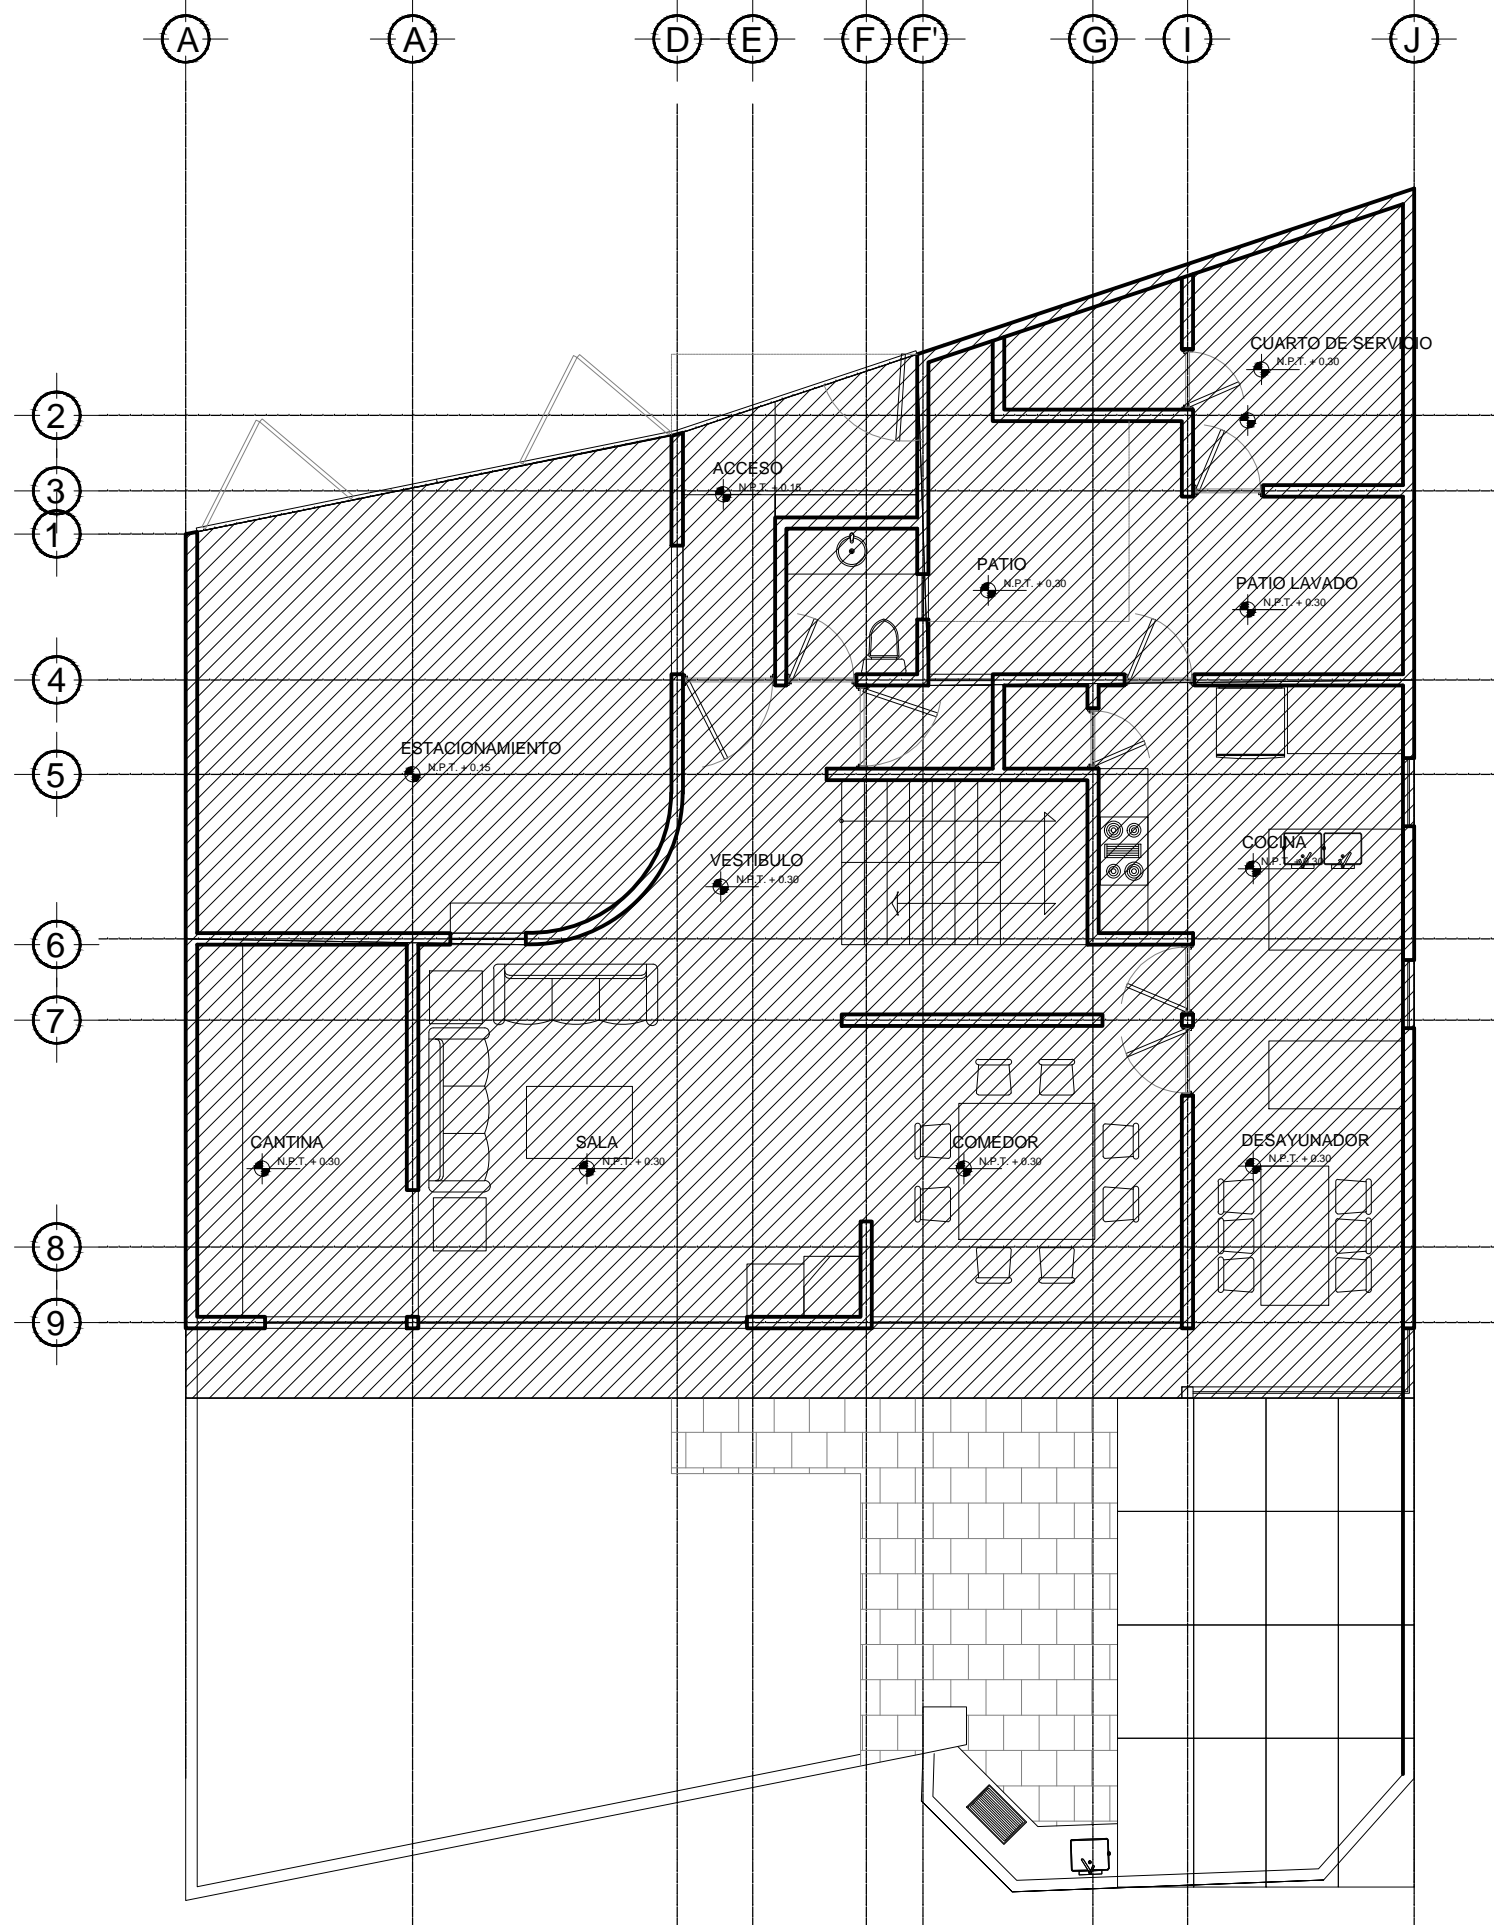 A
A'
D
E
F
F'
G
I
J
CUARTO DE SERVICIO
N.P.T. + 0.30
2
ACCESO
N.P.T. + 0.15
3
1
PATIO
N.P.T. + 0.30
PATIO LAVADO
N.P.T. + 0.30
4
ESTACIONAMIENTO
N.P.T. + 0.15
5
COCINA
N.P.T. + 0.30
VESTIBULO
N.P.T. + 0.30
6
7
CANTINA
N.P.T. + 0.30
SALA
N.P.T. + 0.30
COMEDOR
N.P.T. + 0.30
DESAYUNADOR
N.P.T. + 0.30
8
9